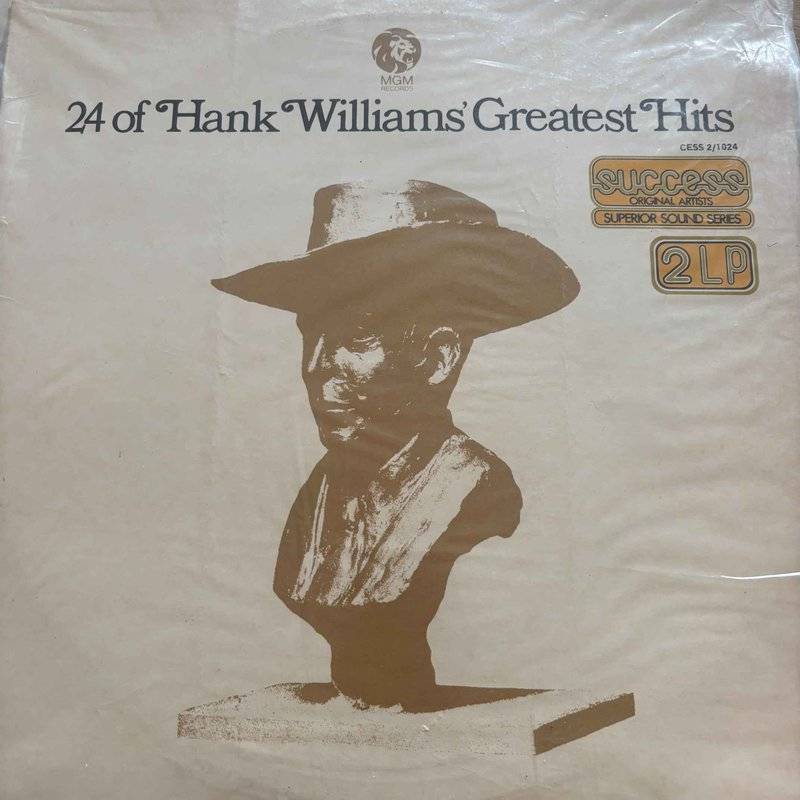 MGM
RECORDS
24 of Hank Williams' Greatest Hits
CESS 2/1024
success
ORIGINAL ARTISTS
SUPERIOR SOUND SERIES
2 LP